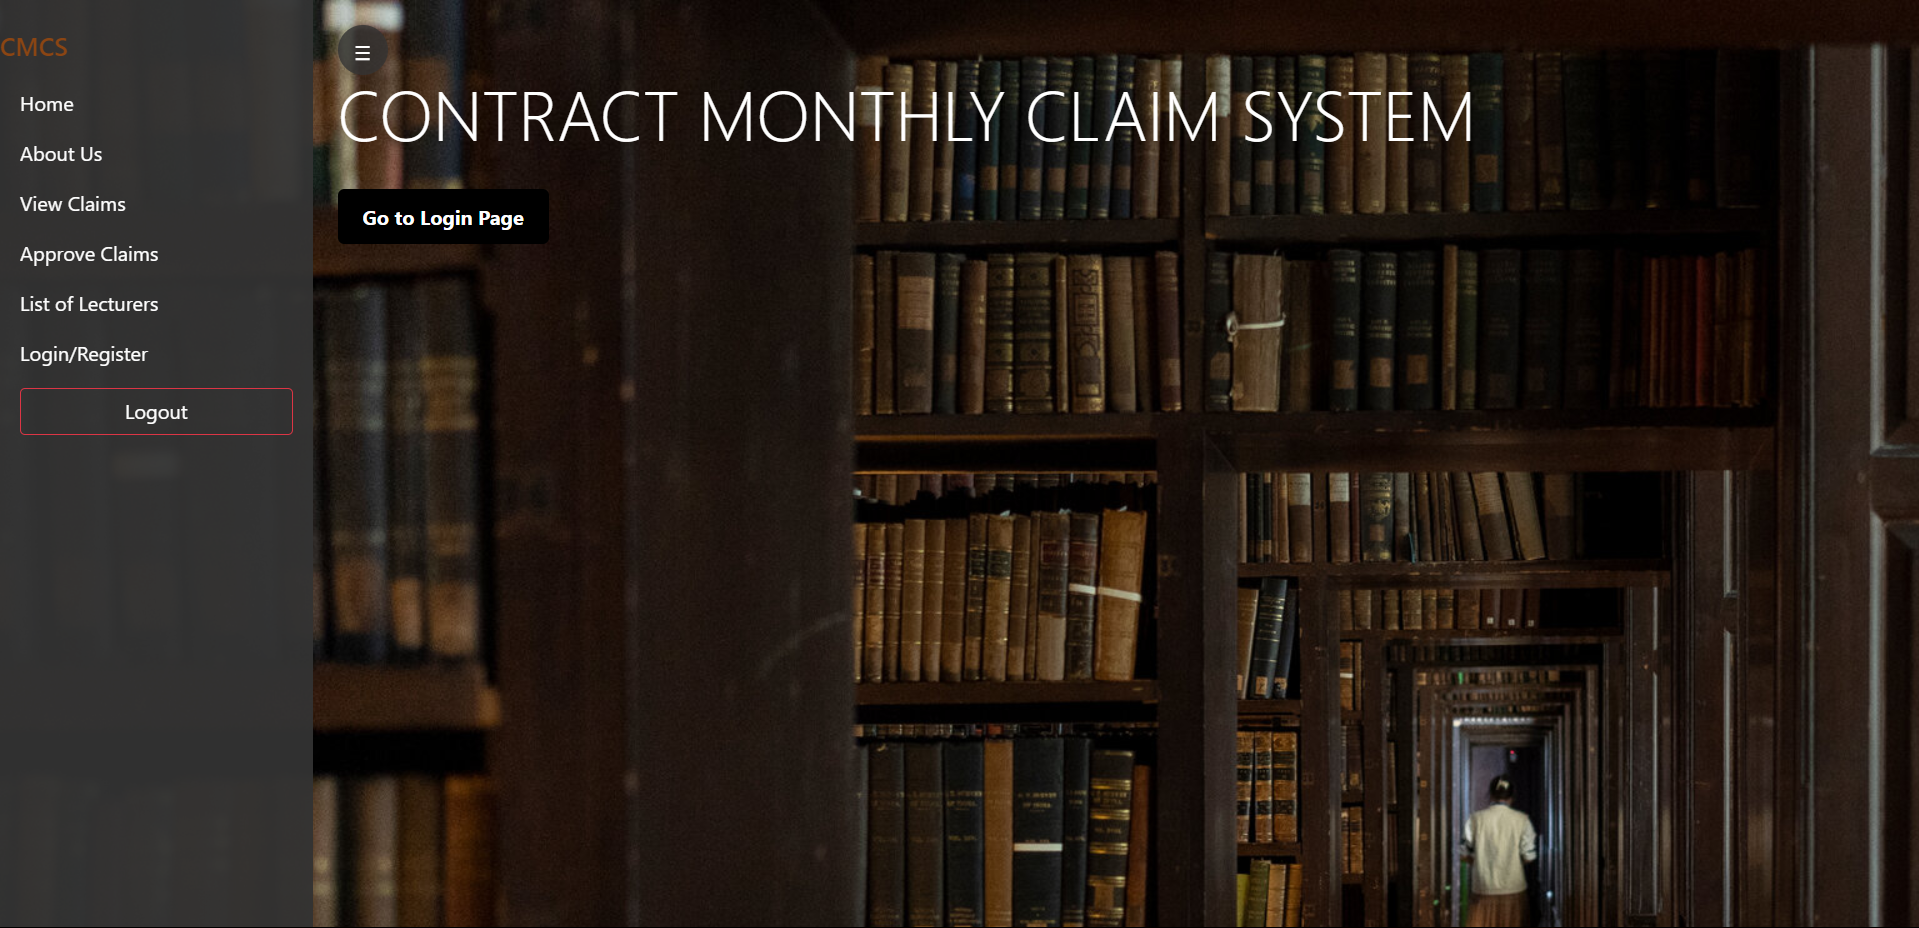 CMCS
Home
About Us
View Claims
Approve Claims
List of Lecturers
Login/Register
Logout
☰
CONTRACT MONTHLY CLAIM SYSTEM
Go to Login Page